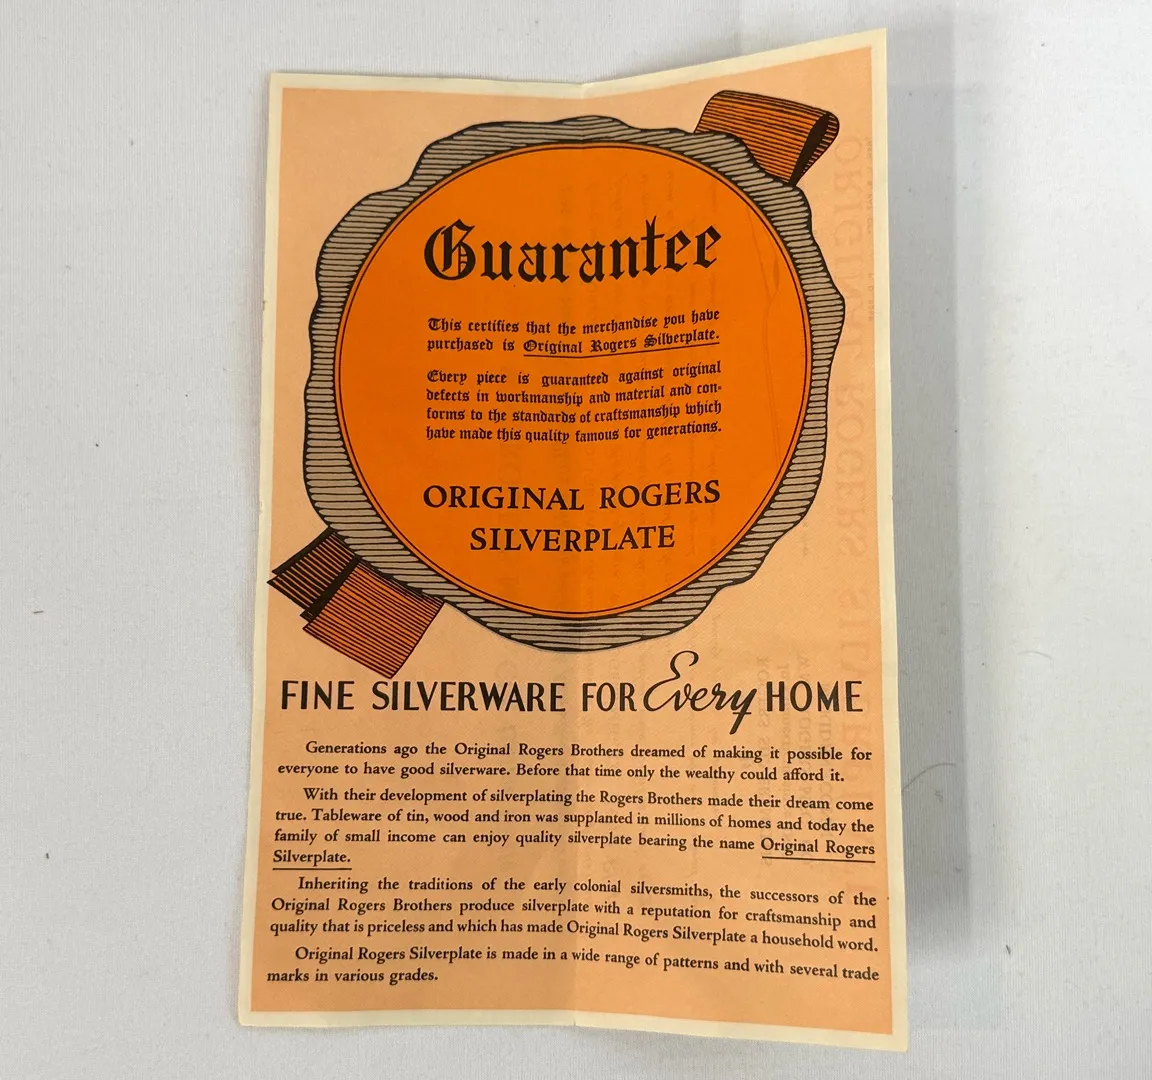 Guarantee
This certifies that the merchandise you have
purchased is Original Rogers Silverplate.
Every piece is guaranteed against original
defects in workmanship and material and con-
forms to the standards of craftsmanship which
have made this quality famous for generations.
ORIGINAL ROGERS
SILVERPLATE
FINE SILVERWARE FOR Every HOME
Generations ago the Original Rogers Brothers dreamed of making it possible for
everyone to have good silverware. Before that time only the wealthy could afford it.
With their development of silverplating the Rogers Brothers made their dream come
true. Tableware of tin, wood and iron was supplanted in millions of homes and today the
family of small income can enjoy quality silverplate bearing the name Original Rogers
Silverplate.
Inheriting the traditions of the early colonial silversmiths, the successors of the
Original Rogers Brothers produce silverplate with a reputation for craftsmanship and
quality that is priceless and which has made Original Rogers Silverplate a household word.
Original Rogers Silverplate is made in a wide range of patterns and with several trade
marks in various grades.